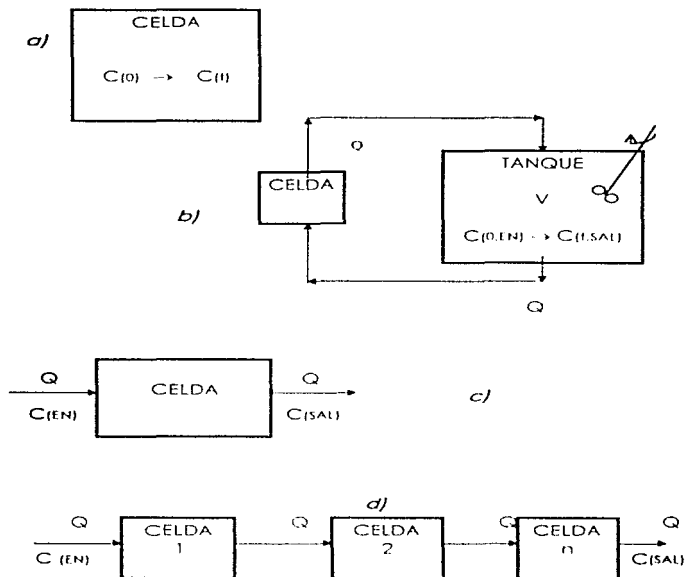 a)
CELDA
C(0) → C(t)
b)
Q
CELDA
TANQUE
V
C(0,EN) → C(t,SAL)
Q
c)
Q
C(EN)
CELDA
Q
C(SAL)
d)
Q
C (EN)
CELDA
1
Q
CELDA
2
Q
CELDA
n
Q
C(SAL)